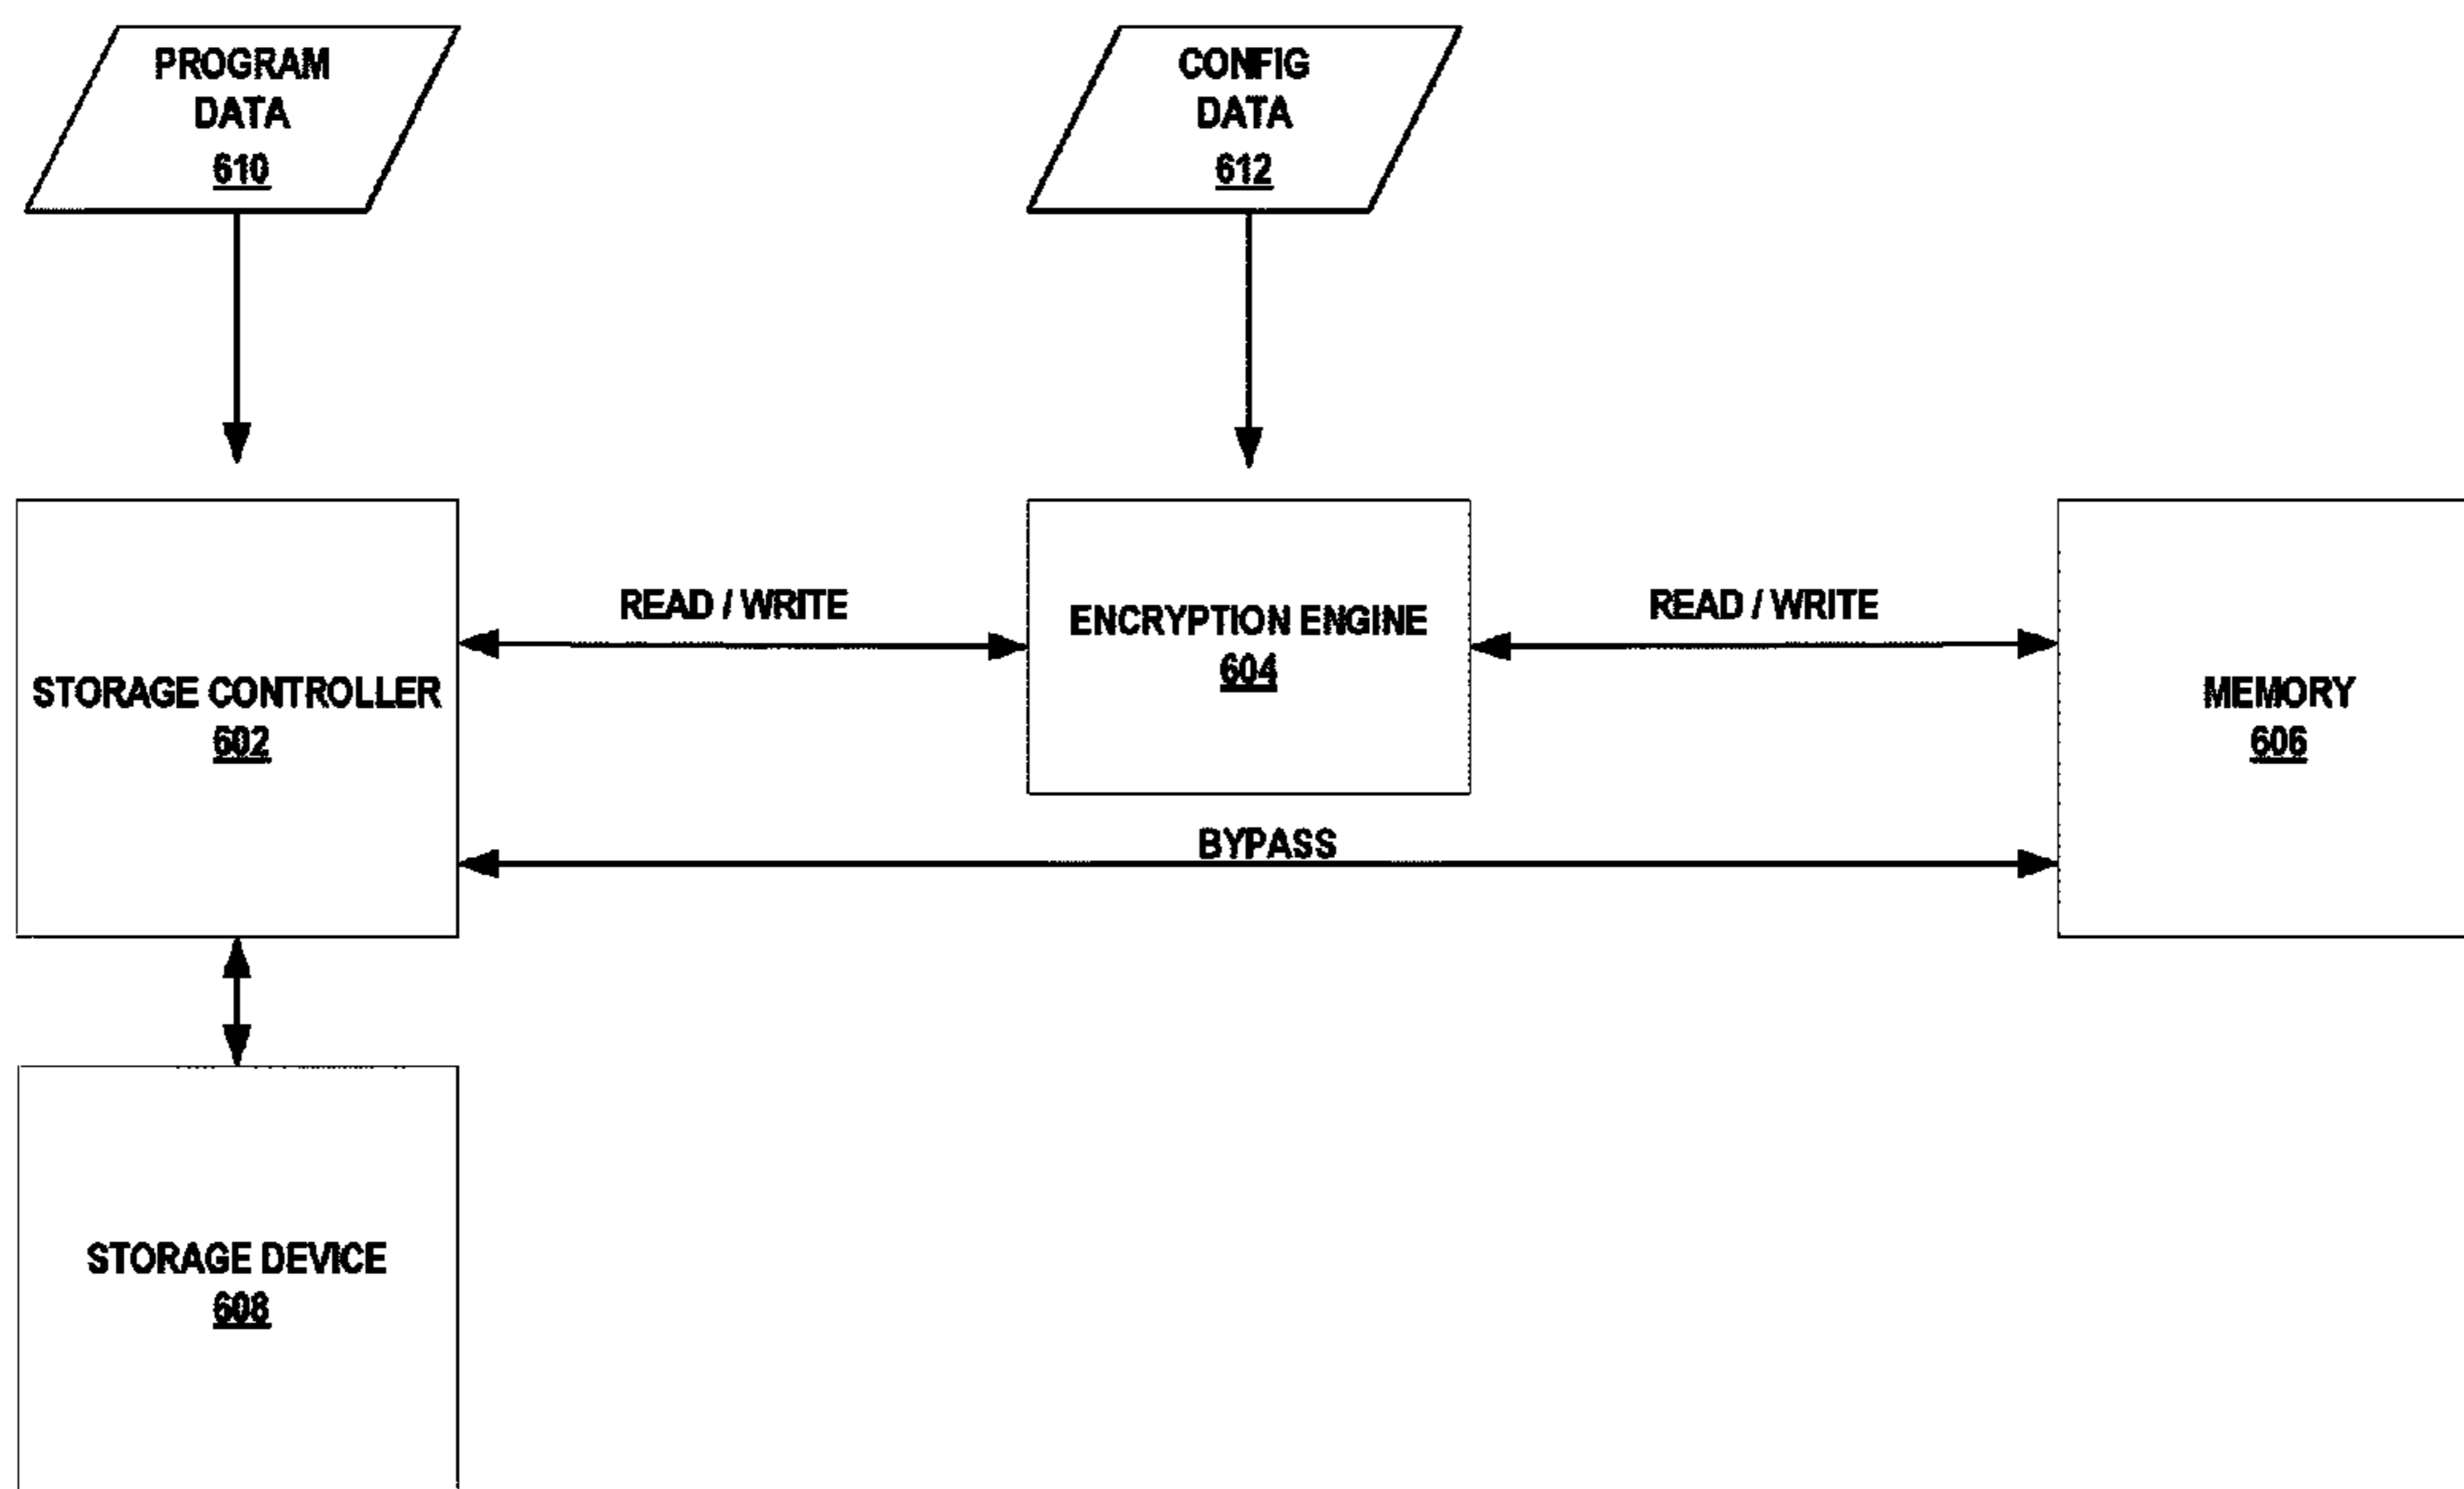 PROGRAM
DATA
610
CONFIG
DATA
612
READ / WRITE
READ / WRITE
ENCRYPTION ENGINE
604
STORAGE CONTROLLER
602
MEMORY
606
BYPASS
STORAGE DEVICE
608